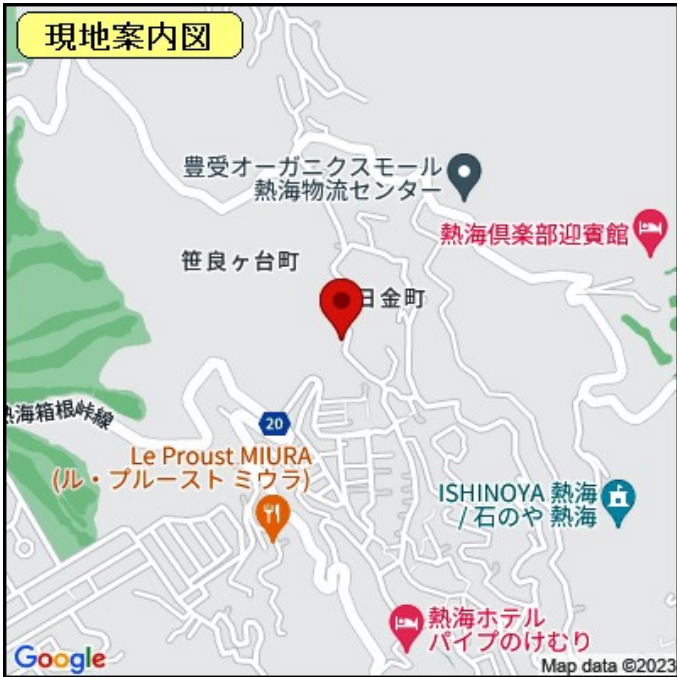 現地案内図
豊受オーガニクスモール
熱海物流センター
熱海倶楽部迎賓館
笹良ヶ台町
日金町
熱海箱根峠線
20
Le Proust MIURA
(ル・プルースト ミウラ)
ISHINOYA 熱海
/ 石のや 熱海
熱海ホテル
パイプのけむり
Google
Map data ©2023